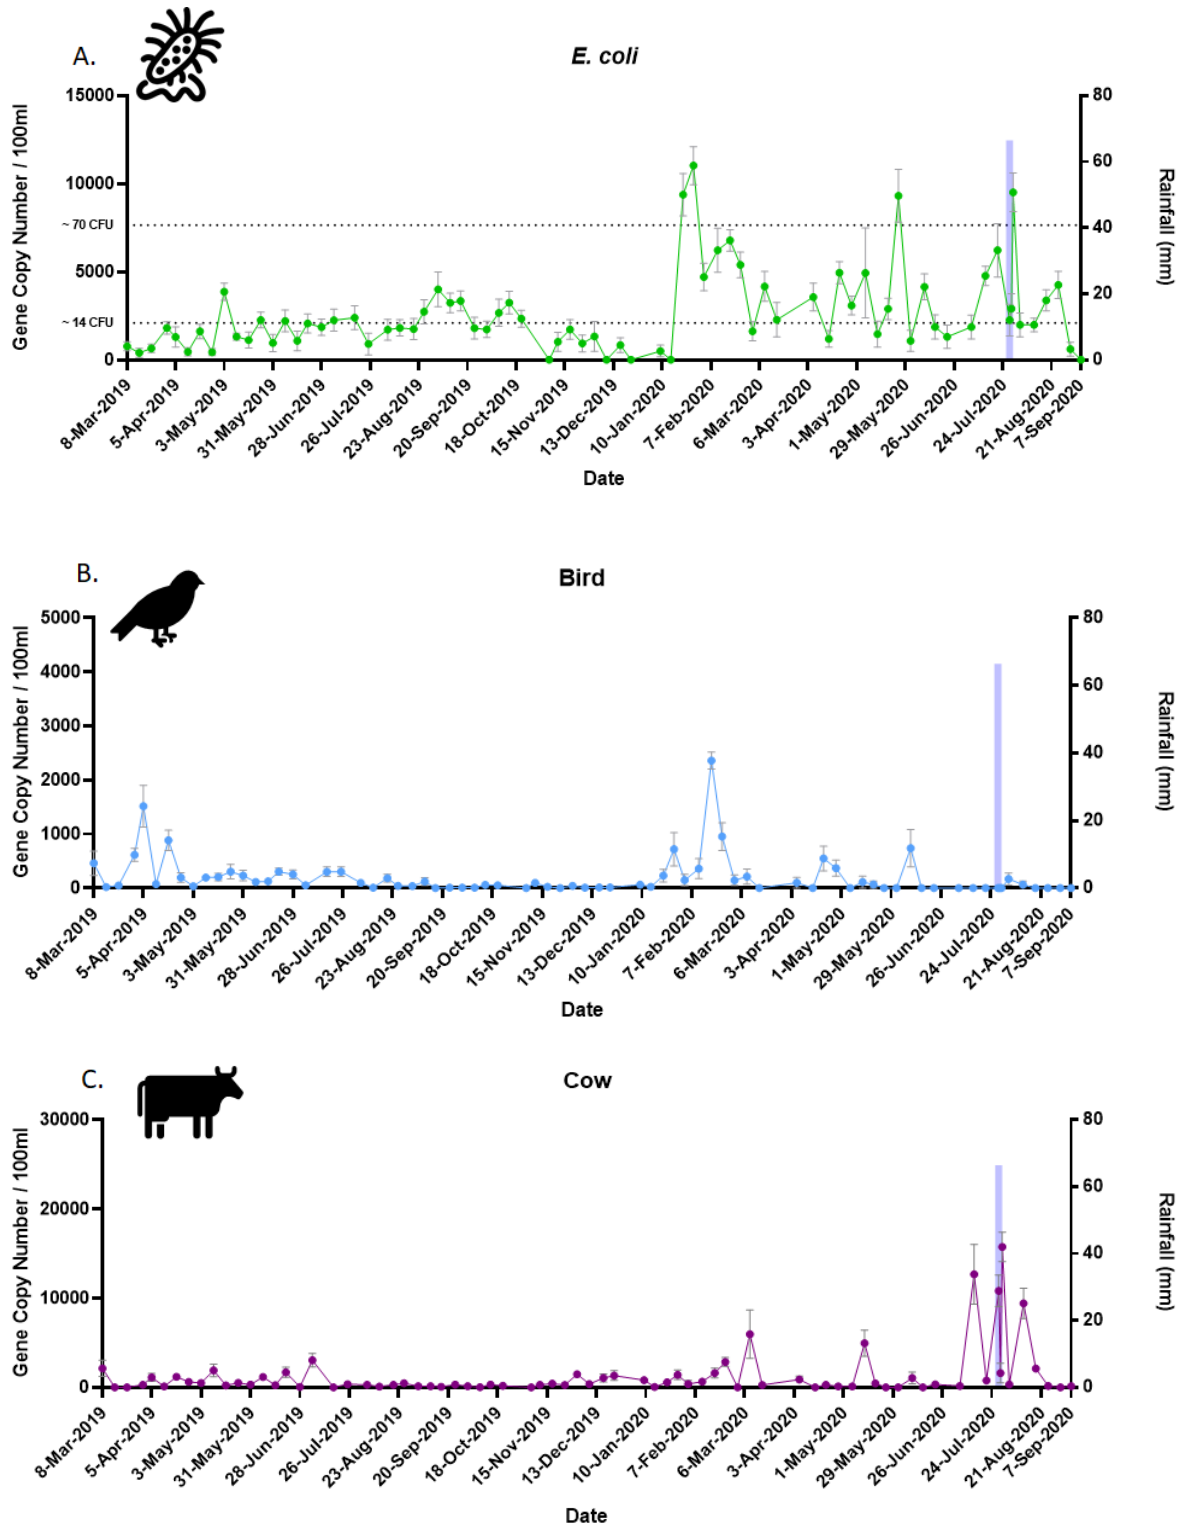 A.
E. coli
Gene Copy Number / 100ml
15000
10000
5000
0
~ 70 CFU
~ 14 CFU
80
60
40
20
0
Rainfall (mm)
8-Mar-2019
5-Apr-2019
3-May-2019
31-May-2019
28-Jun-2019
26-Jul-2019
23-Aug-2019
20-Sep-2019
18-Oct-2019
15-Nov-2019
13-Dec-2019
10-Jan-2020
7-Feb-2020
6-Mar-2020
3-Apr-2020
1-May-2020
29-May-2020
26-Jun-2020
24-Jul-2020
21-Aug-2020
7-Sep-2020
Date
B.
Bird
Gene Copy Number / 100ml
5000
4000
3000
2000
1000
0
80
60
40
20
0
Rainfall (mm)
8-Mar-2019
5-Apr-2019
3-May-2019
31-May-2019
28-Jun-2019
26-Jul-2019
23-Aug-2019
20-Sep-2019
18-Oct-2019
15-Nov-2019
13-Dec-2019
10-Jan-2020
7-Feb-2020
6-Mar-2020
3-Apr-2020
1-May-2020
29-May-2020
26-Jun-2020
24-Jul-2020
21-Aug-2020
7-Sep-2020
Date
C.
Cow
Gene Copy Number / 100ml
30000
20000
10000
0
80
60
40
20
0
Rainfall (mm)
8-Mar-2019
5-Apr-2019
3-May-2019
31-May-2019
28-Jun-2019
26-Jul-2019
23-Aug-2019
20-Sep-2019
18-Oct-2019
15-Nov-2019
13-Dec-2019
10-Jan-2020
7-Feb-2020
6-Mar-2020
3-Apr-2020
1-May-2020
29-May-2020
26-Jun-2020
24-Jul-2020
21-Aug-2020
7-Sep-2020
Date